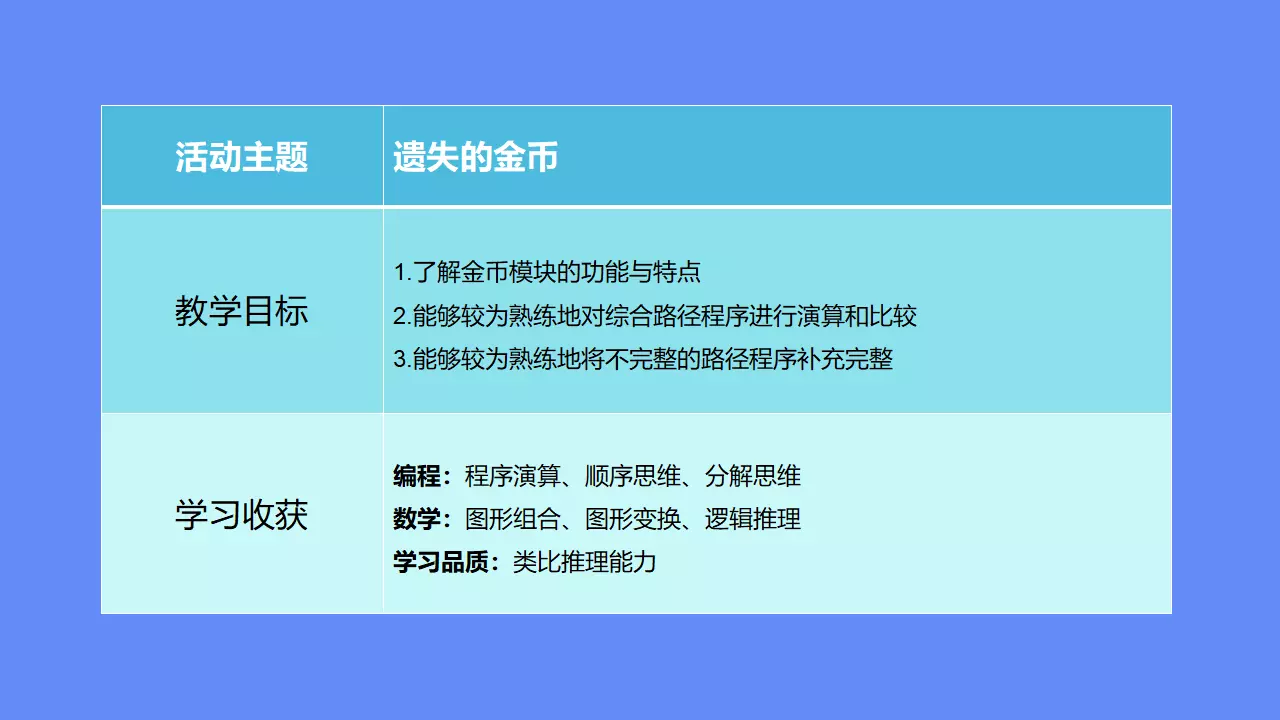 活动主题
遗失的金币
教学目标
1.了解金币模块的功能与特点
2.能够较为熟练地对综合路径程序进行演算和比较
3.能够较为熟练地将不完整的路径程序补充完整
学习收获
编程：程序演算、顺序思维、分解思维
数学：图形组合、图形变换、逻辑推理
学习品质：类比推理能力